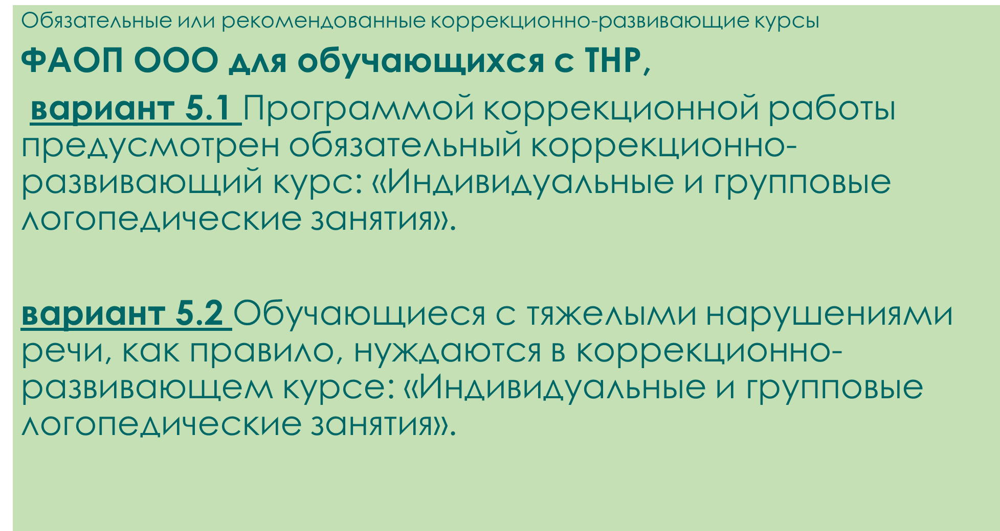 Обязательные или рекомендованные коррекционно-развивающие курсы
ФАОП ООО для обучающихся с ТНР,
вариант 5.1 Программой коррекционной работы
предусмотрен обязательный коррекционно-
развивающий курс: «Индивидуальные и групповые
логопедические занятия».
вариант 5.2 Обучающиеся с тяжелыми нарушениями
речи, как правило, нуждаются в коррекционно-
развивающем курсе: «Индивидуальные и групповые
логопедические занятия».